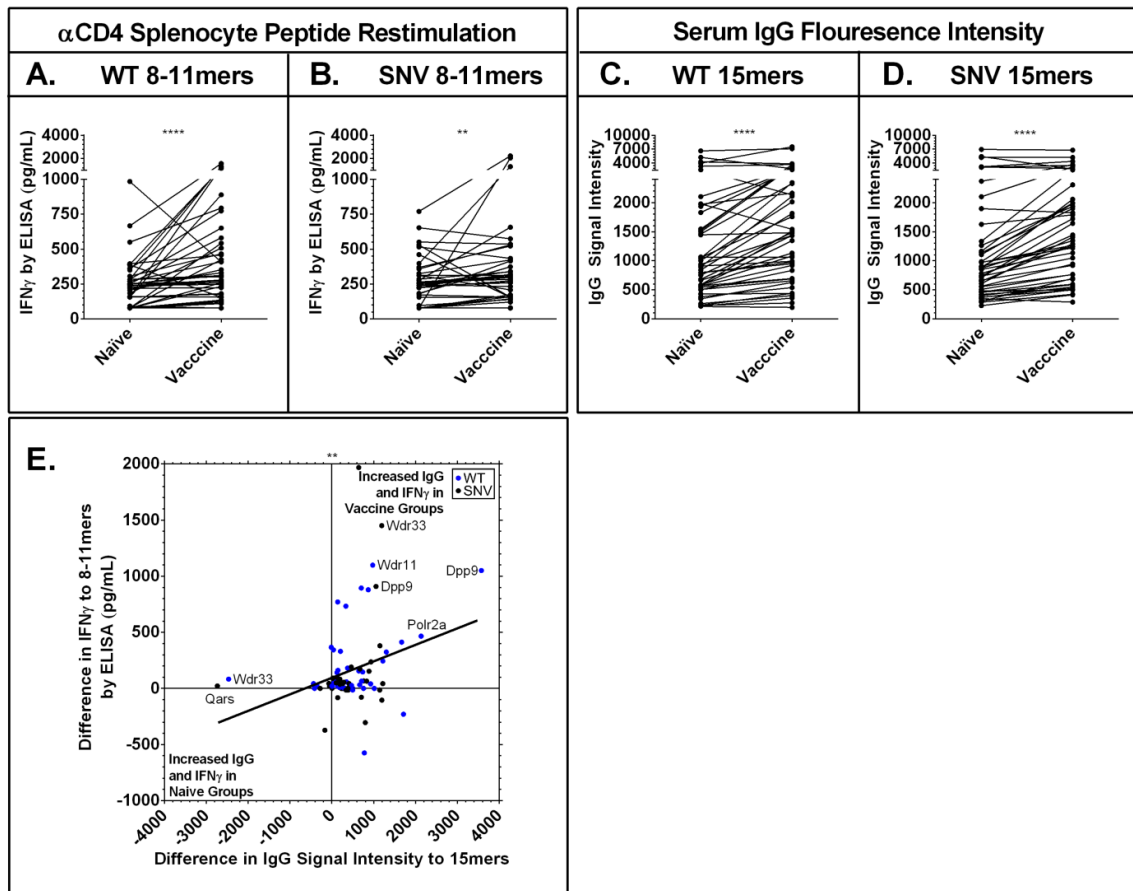 αCD4 Splenocyte Peptide Restimulation
A. WT 8-11mers
B. SNV 8-11mers
4000
2000
1000
750
500
250
0
IFNγ by ELISA (pg/mL)
****
Naïve
Vacccine
4000
2000
1000
750
500
250
0
IFNγ by ELISA (pg/mL)
**
Naïve
Vacccine
Serum IgG Flouresence Intensity
C. WT 15mers
D. SNV 15mers
10000
7000
4000
2000
1500
1000
500
0
IgG Signal Intensity
****
Naïve
Vacccine
10000
7000
4000
2000
1500
1000
500
0
IgG Signal Intensity
****
Naïve
Vacccine
E.
**
2000
1500
1000
500
0
-500
-1000
Difference in IFNγ to 8-11mers
by ELISA (pg/mL)
Increased IgG
and IFNγ in
Vaccine Groups
WT
SNV
Wdr33
Wdr11
Dpp9
Dpp9
Polr2a
Wdr33
Qars
Increased IgG
and IFNγ in
Naive Groups
-4000
-3000
-2000
-1000
0
1000
2000
3000
4000
Difference in IgG Signal Intensity to 15mers